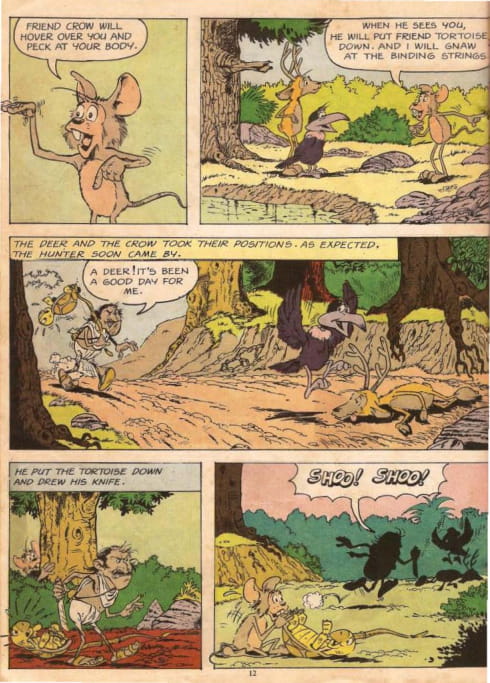 FRIEND CROW WILL
HOVER OVER YOU AND
PECK AT YOUR BODY.
WHEN HE SEES YOU,
HE WILL PUT FRIEND TORTOISE
DOWN. AND I WILL GNAW
AT THE BINDING STRINGS.
THE DEER AND THE CROW TOOK THEIR POSITIONS. AS EXPECTED,
THE HUNTER SOON CAME BY.
A DEER! IT'S BEEN
A GOOD DAY FOR
ME.
HE PUT THE TORTOISE DOWN
AND DREW HIS KNIFE.
SHOO! SHOO!
12